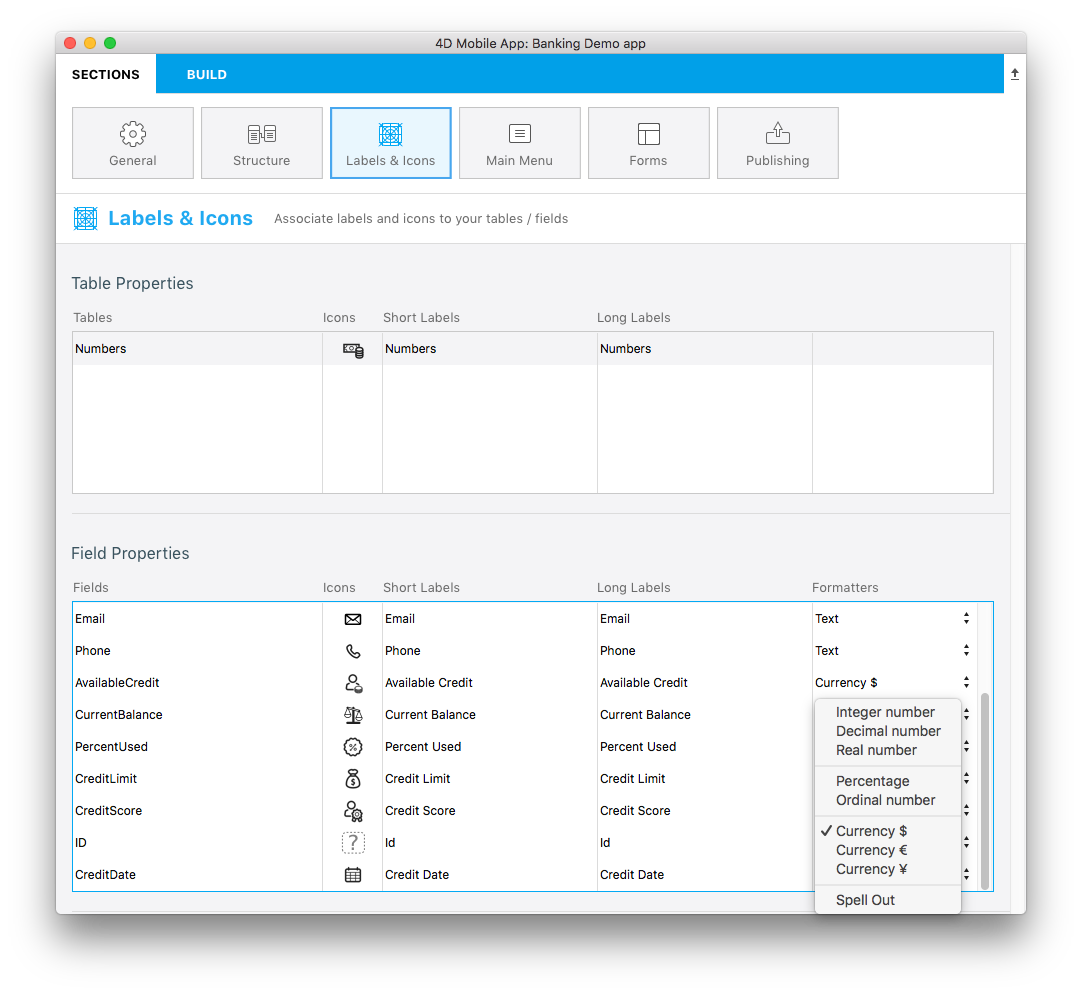 4D Mobile App: Banking Demo app
SECTIONS BUILD
General Structure Labels & Icons Main Menu Forms Publishing
Labels & Icons Associate labels and icons to your tables / fields
Table Properties
Tables Icons Short Labels Long Labels
Numbers Numbers Numbers
Field Properties
Fields Icons Short Labels Long Labels Formatters
Email Email Email Text
Phone Phone Phone Text
AvailableCredit Available Credit Available Credit Currency $
CurrentBalance Current Balance Current Balance
PercentUsed Percent Used Percent Used
CreditLimit Credit Limit Credit Limit
CreditScore Credit Score Credit Score
ID ? Id Id
CreditDate Credit Date Credit Date
Integer number
Decimal number
Real number
Percentage
Ordinal number
✓ Currency $
Currency €
Currency ¥
Spell Out